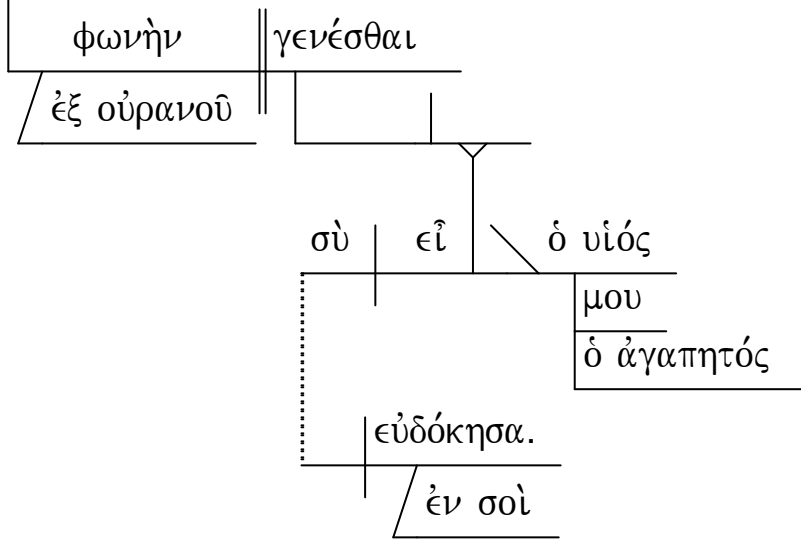 φωνὴν γενέσθαι
ἐξ οὐρανοῦ
σὺ εἶ ὁ υἱός
μου
ὁ ἀγαπητός
εὐδόκησα.
ἐν σοὶ